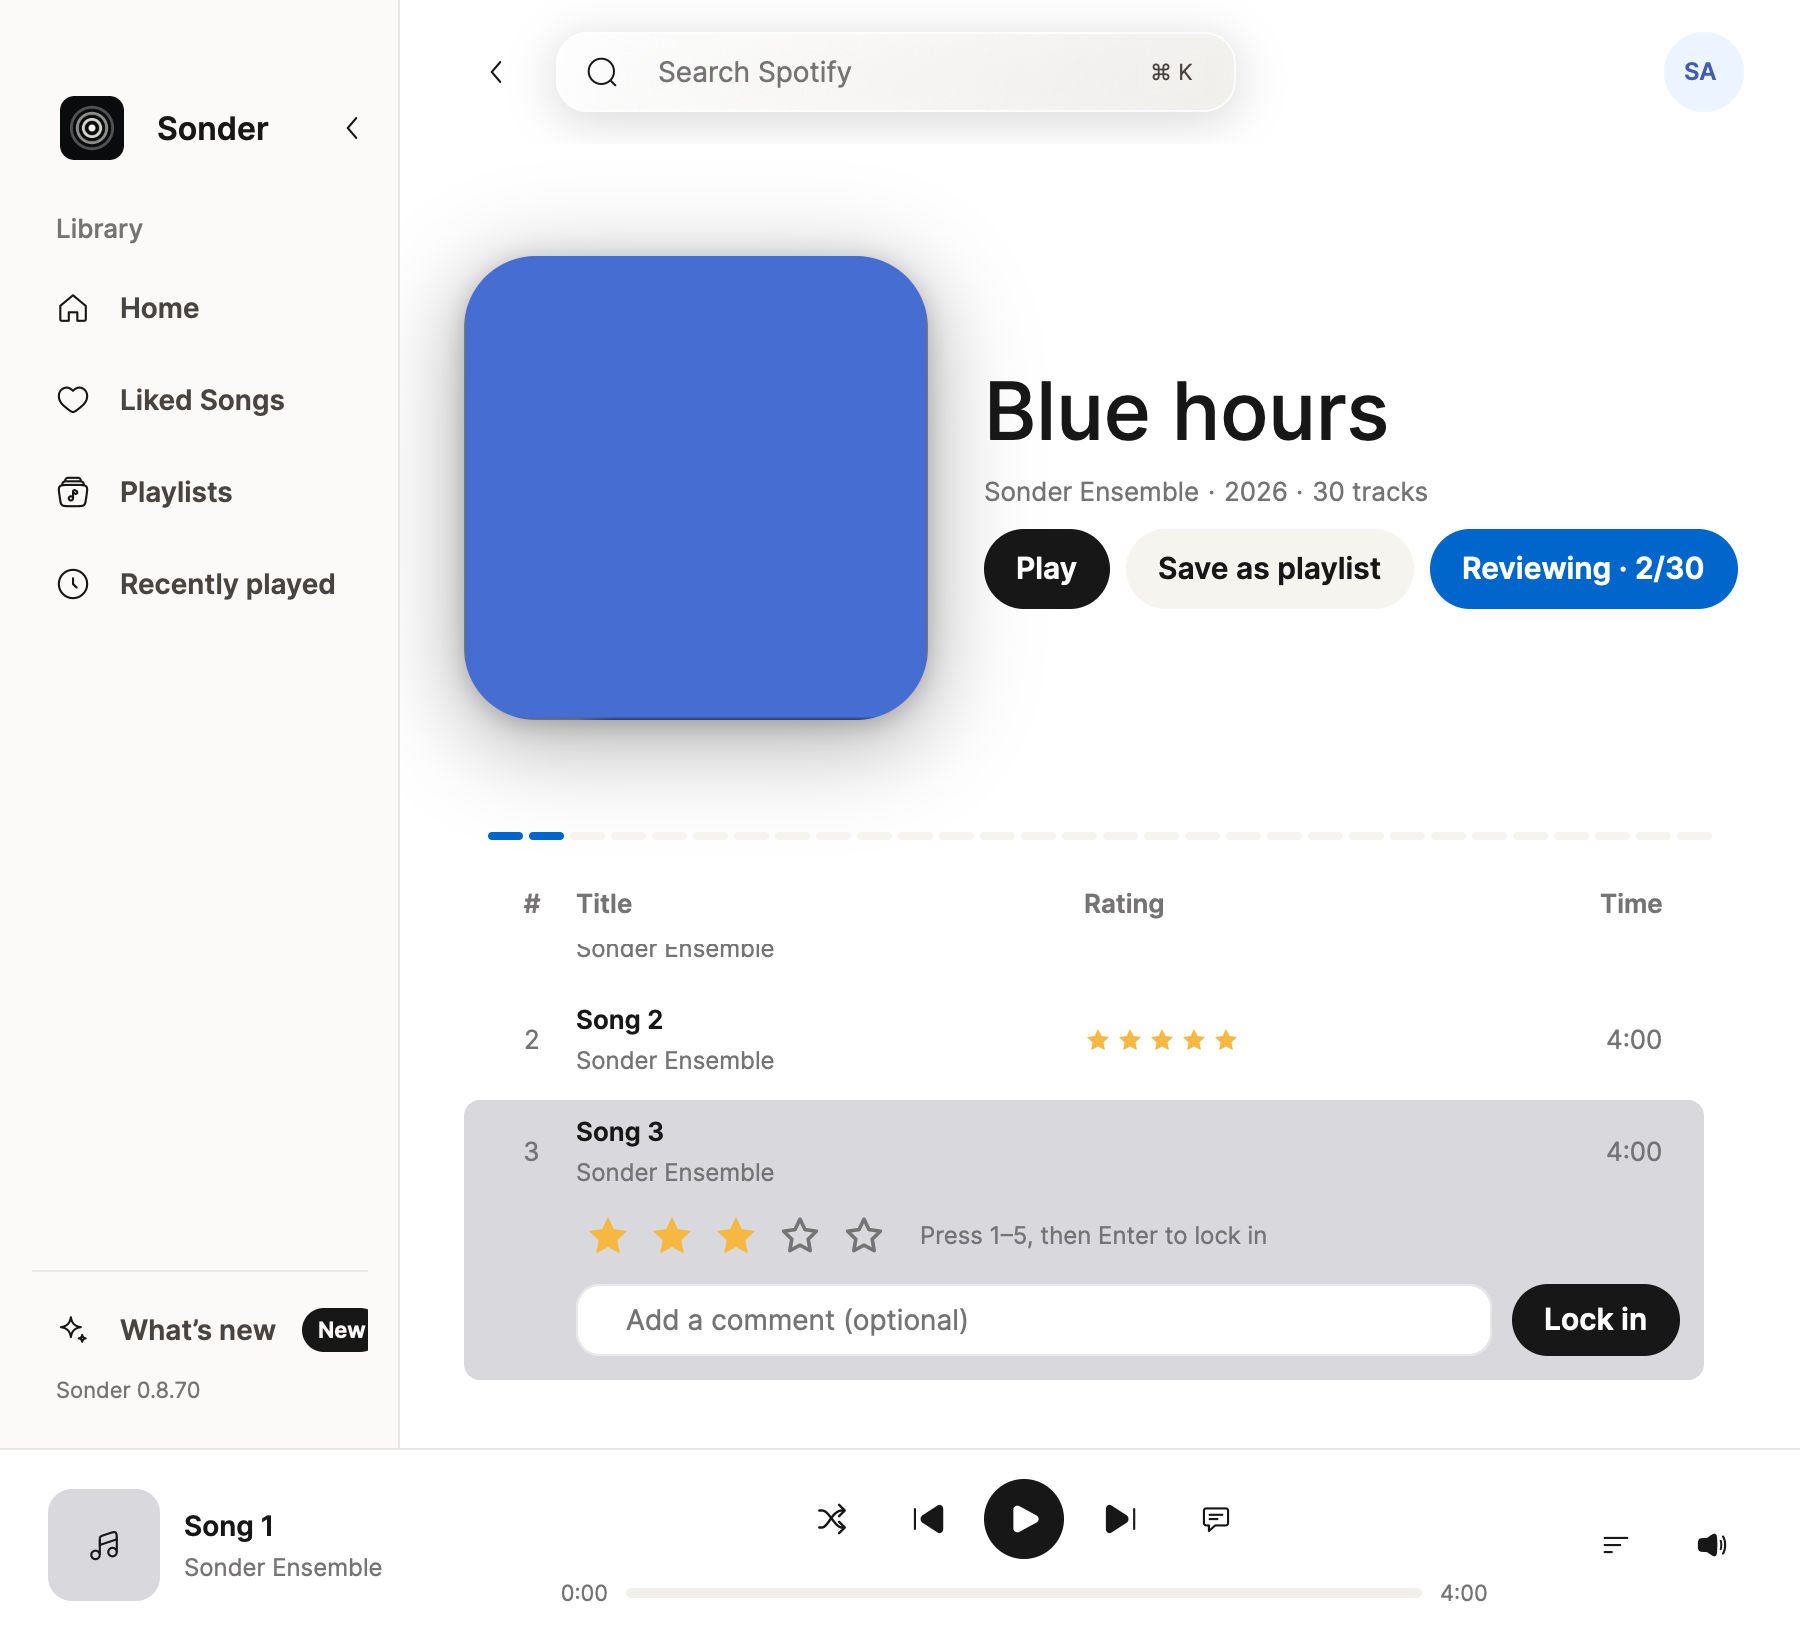 Search Spotify
⌘ K
SA
Sonder
Library
Home
Liked Songs
Playlists
Recently played
What's new
New
Sonder 0.8.70
Blue hours
Sonder Ensemble · 2026 · 30 tracks
Play
Save as playlist
Reviewing · 2/30
# Title Rating Time
Sonder Ensemble
2 Song 2 4:00
Sonder Ensemble
3 Song 3 4:00
Sonder Ensemble
Press 1–5, then Enter to lock in
Add a comment (optional)
Lock in
Song 1
Sonder Ensemble
0:00
4:00